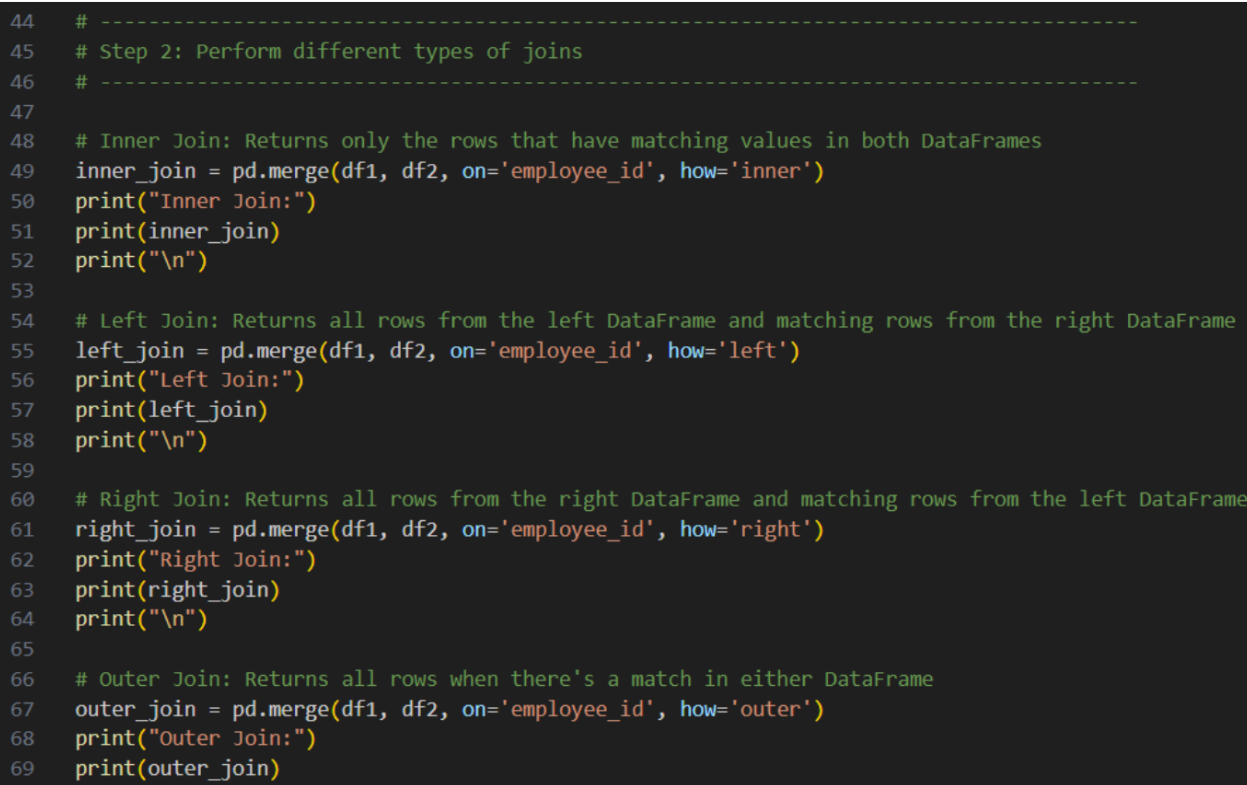 44 # --------------------------------------------------------------------------------------
45 # Step 2: Perform different types of joins
46 # --------------------------------------------------------------------------------------
47
48 # Inner Join: Returns only the rows that have matching values in both DataFrames
49 inner_join = pd.merge(df1, df2, on='employee_id', how='inner')
50 print("Inner Join:")
51 print(inner_join)
52 print("\n")
53
54 # Left Join: Returns all rows from the left DataFrame and matching rows from the right DataFrame
55 left_join = pd.merge(df1, df2, on='employee_id', how='left')
56 print("Left Join:")
57 print(left_join)
58 print("\n")
59
60 # Right Join: Returns all rows from the right DataFrame and matching rows from the left DataFrame
61 right_join = pd.merge(df1, df2, on='employee_id', how='right')
62 print("Right Join:")
63 print(right_join)
64 print("\n")
65
66 # Outer Join: Returns all rows when there's a match in either DataFrame
67 outer_join = pd.merge(df1, df2, on='employee_id', how='outer')
68 print("Outer Join:")
69 print(outer_join)